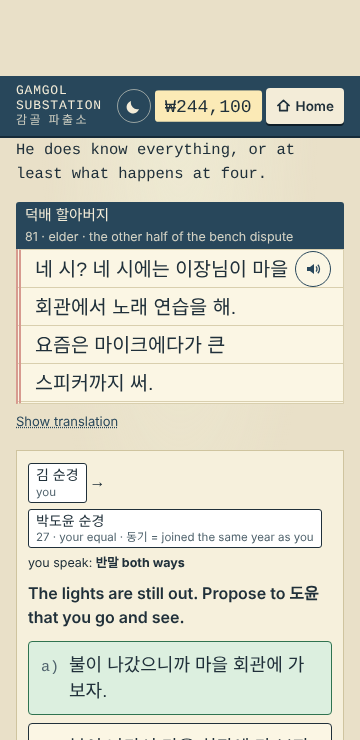 GAMGOL
SUBSTATION
감골 파출소
₩244,100
Home
He does know everything, or at
least what happens at four.
덕배 할아버지
81 · elder · the other half of the bench dispute
네 시? 네 시에는 이장님이 마을
회관에서 노래 연습을 해.
요즘은 마이크에다가 큰
스피커까지 써.
Show translation
김 순경
you
→
박도윤 순경
27 · your equal · 동기 = joined the same year as you
you speak: 반말 both ways
The lights are still out. Propose to 도윤
that you go and see.
a) 불이 나갔으니까 마을 회관에 가
보자.